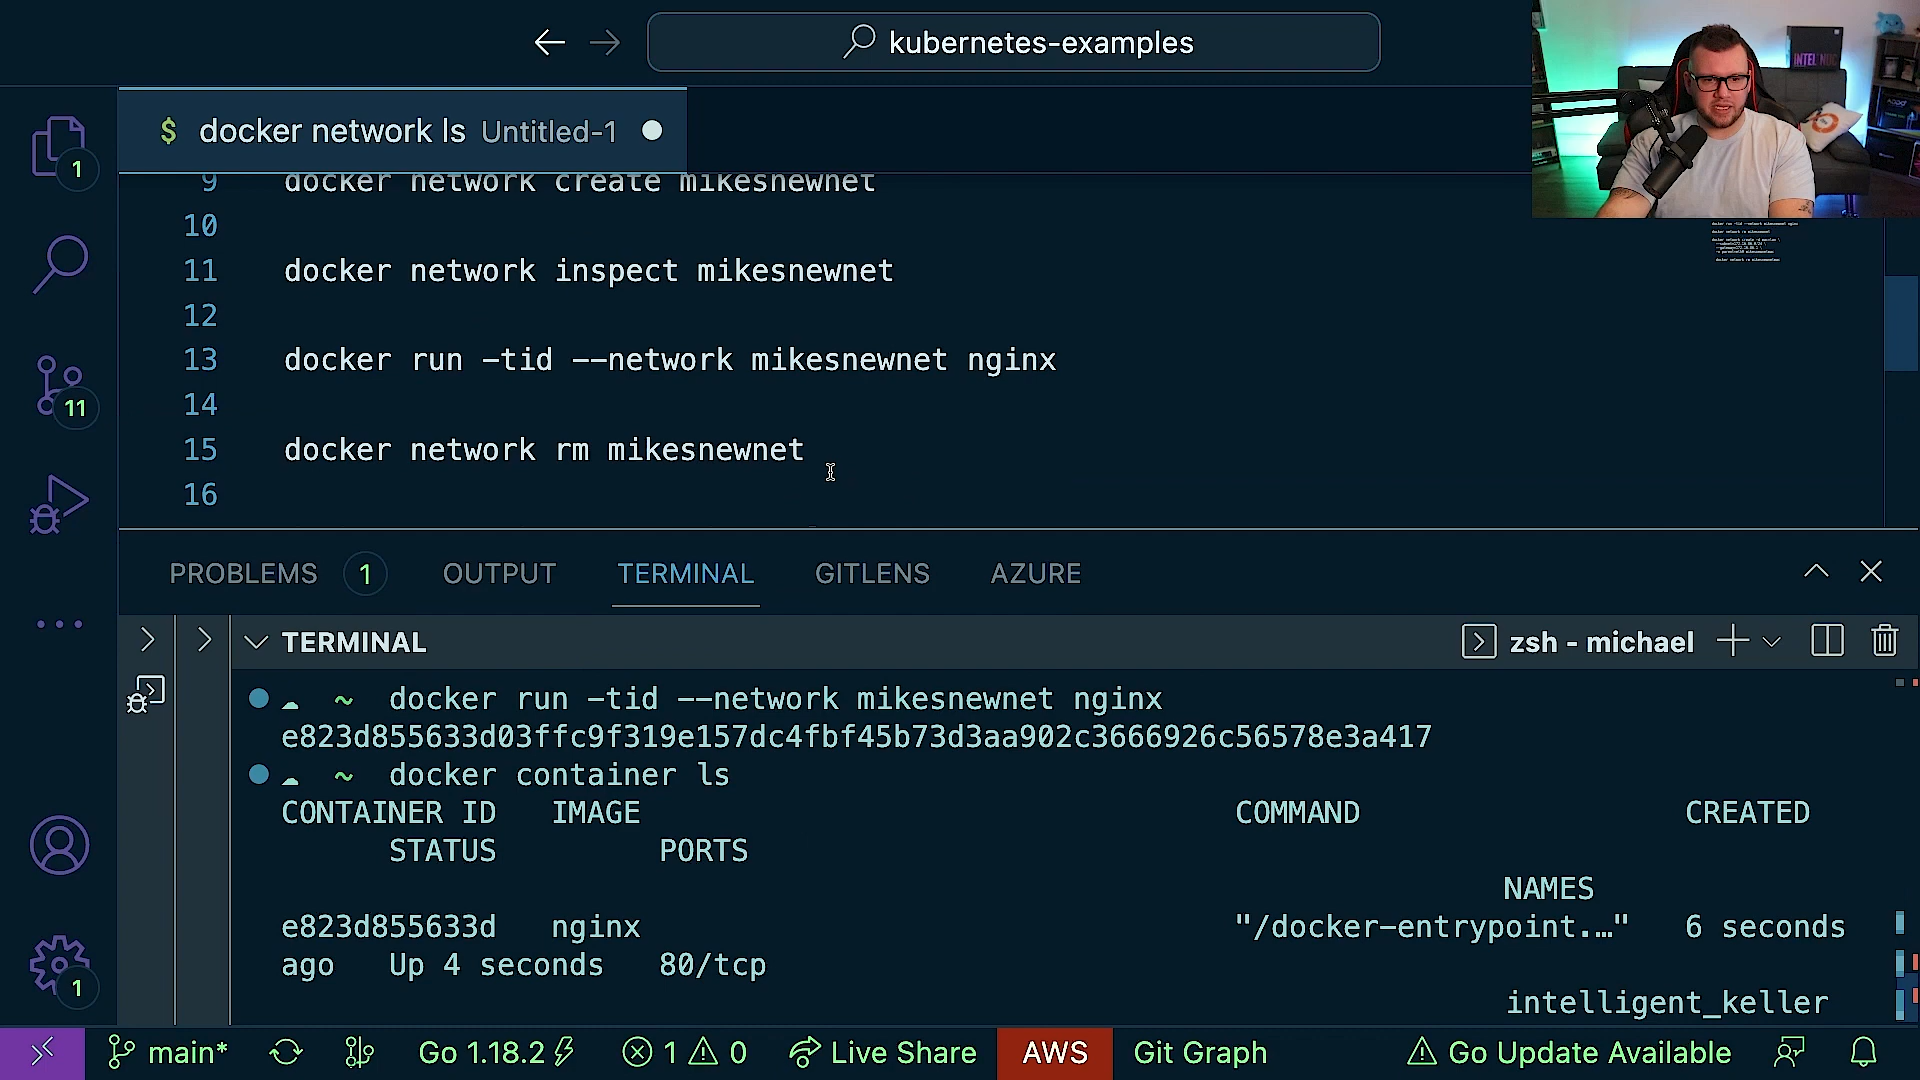 kubernetes-examples
INTEL NUC
$ docker network ls Untitled-1
1
9 docker network create mikesnewnet
10
11 docker network inspect mikesnewnet
12
13 docker run -tid --network mikesnewnet nginx
14
15 docker network rm mikesnewnet
16
11
PROBLEMS 1 OUTPUT TERMINAL GITLENS AZURE
TERMINAL
zsh - michael
~ docker run -tid --network mikesnewnet nginx
e823d855633d03ffc9f319e157dc4fbf45b73d3aa902c3666926c56578e3a417
~ docker container ls
CONTAINER ID IMAGE COMMAND CREATED
STATUS PORTS
NAMES
e823d855633d nginx "/docker-entrypoint.…" 6 seconds
ago Up 4 seconds 80/tcp
intelligent_keller
1
main* Go 1.18.2 1 0 Live Share AWS Git Graph Go Update Available